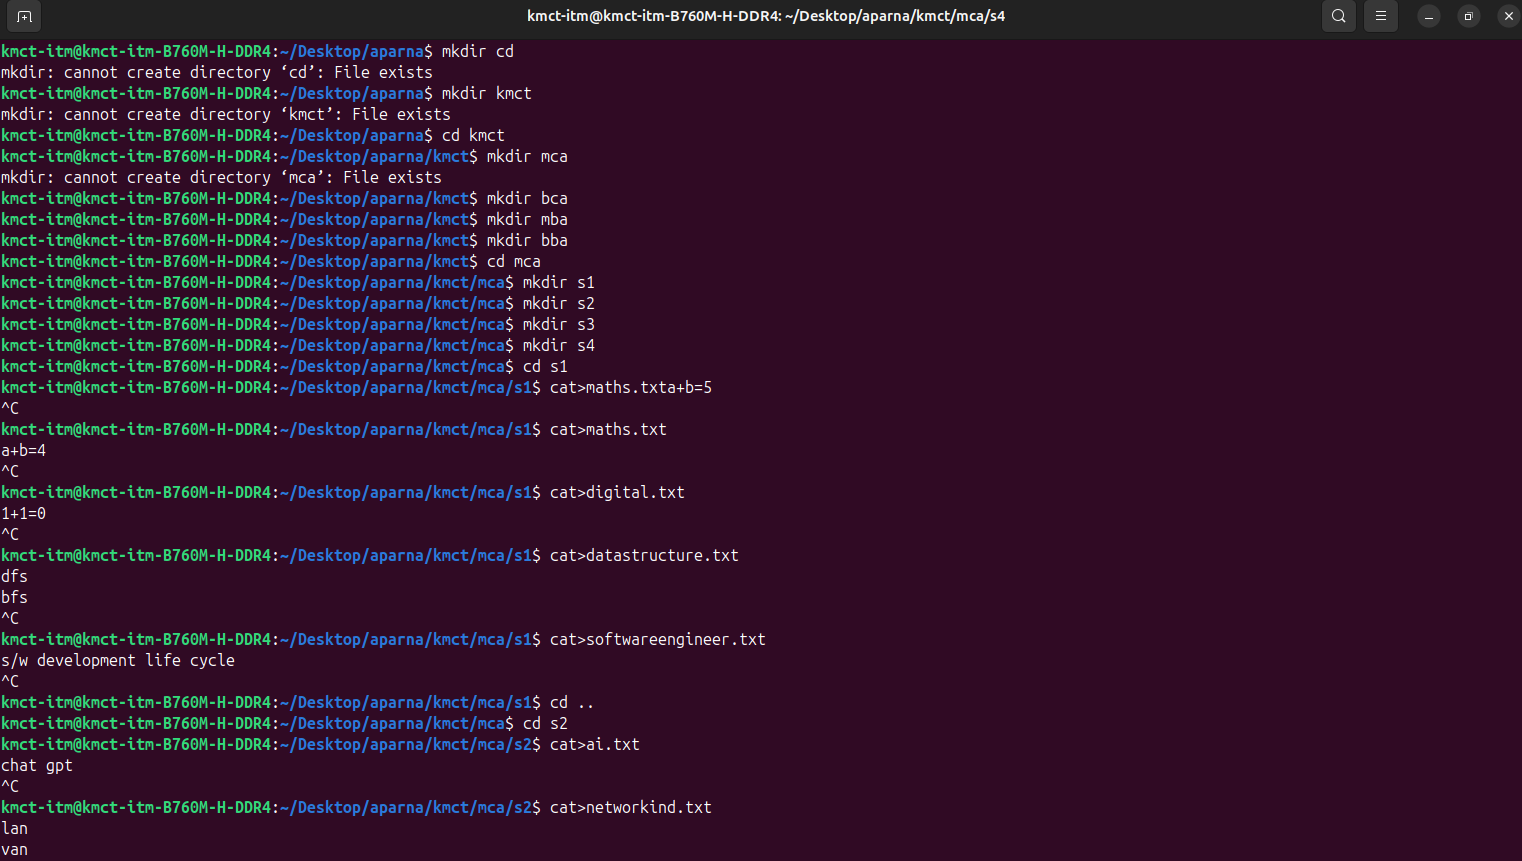 kmct-itm@kmct-itm-B760M-H-DDR4: ~/Desktop/aparna/kmct/mca/s4
kmct-itm@kmct-itm-B760M-H-DDR4:~/Desktop/aparna$ mkdir cd
mkdir: cannot create directory ‘cd’: File exists
kmct-itm@kmct-itm-B760M-H-DDR4:~/Desktop/aparna$ mkdir kmct
mkdir: cannot create directory ‘kmct’: File exists
kmct-itm@kmct-itm-B760M-H-DDR4:~/Desktop/aparna$ cd kmct
kmct-itm@kmct-itm-B760M-H-DDR4:~/Desktop/aparna/kmct$ mkdir mca
mkdir: cannot create directory ‘mca’: File exists
kmct-itm@kmct-itm-B760M-H-DDR4:~/Desktop/aparna/kmct$ mkdir bca
kmct-itm@kmct-itm-B760M-H-DDR4:~/Desktop/aparna/kmct$ mkdir mba
kmct-itm@kmct-itm-B760M-H-DDR4:~/Desktop/aparna/kmct$ mkdir bba
kmct-itm@kmct-itm-B760M-H-DDR4:~/Desktop/aparna/kmct$ cd mca
kmct-itm@kmct-itm-B760M-H-DDR4:~/Desktop/aparna/kmct/mca$ mkdir s1
kmct-itm@kmct-itm-B760M-H-DDR4:~/Desktop/aparna/kmct/mca$ mkdir s2
kmct-itm@kmct-itm-B760M-H-DDR4:~/Desktop/aparna/kmct/mca$ mkdir s3
kmct-itm@kmct-itm-B760M-H-DDR4:~/Desktop/aparna/kmct/mca$ mkdir s4
kmct-itm@kmct-itm-B760M-H-DDR4:~/Desktop/aparna/kmct/mca$ cd s1
kmct-itm@kmct-itm-B760M-H-DDR4:~/Desktop/aparna/kmct/mca/s1$ cat>maths.txta+b=5
^C
kmct-itm@kmct-itm-B760M-H-DDR4:~/Desktop/aparna/kmct/mca/s1$ cat>maths.txt
a+b=4
^C
kmct-itm@kmct-itm-B760M-H-DDR4:~/Desktop/aparna/kmct/mca/s1$ cat>digital.txt
1+1=0
^C
kmct-itm@kmct-itm-B760M-H-DDR4:~/Desktop/aparna/kmct/mca/s1$ cat>datastructure.txt
dfs
bfs
^C
kmct-itm@kmct-itm-B760M-H-DDR4:~/Desktop/aparna/kmct/mca/s1$ cat>softwareengineer.txt
s/w development life cycle
^C
kmct-itm@kmct-itm-B760M-H-DDR4:~/Desktop/aparna/kmct/mca/s1$ cd ..
kmct-itm@kmct-itm-B760M-H-DDR4:~/Desktop/aparna/kmct/mca$ cd s2
kmct-itm@kmct-itm-B760M-H-DDR4:~/Desktop/aparna/kmct/mca/s2$ cat>ai.txt
chat gpt
^C
kmct-itm@kmct-itm-B760M-H-DDR4:~/Desktop/aparna/kmct/mca/s2$ cat>networkind.txt
lan
van